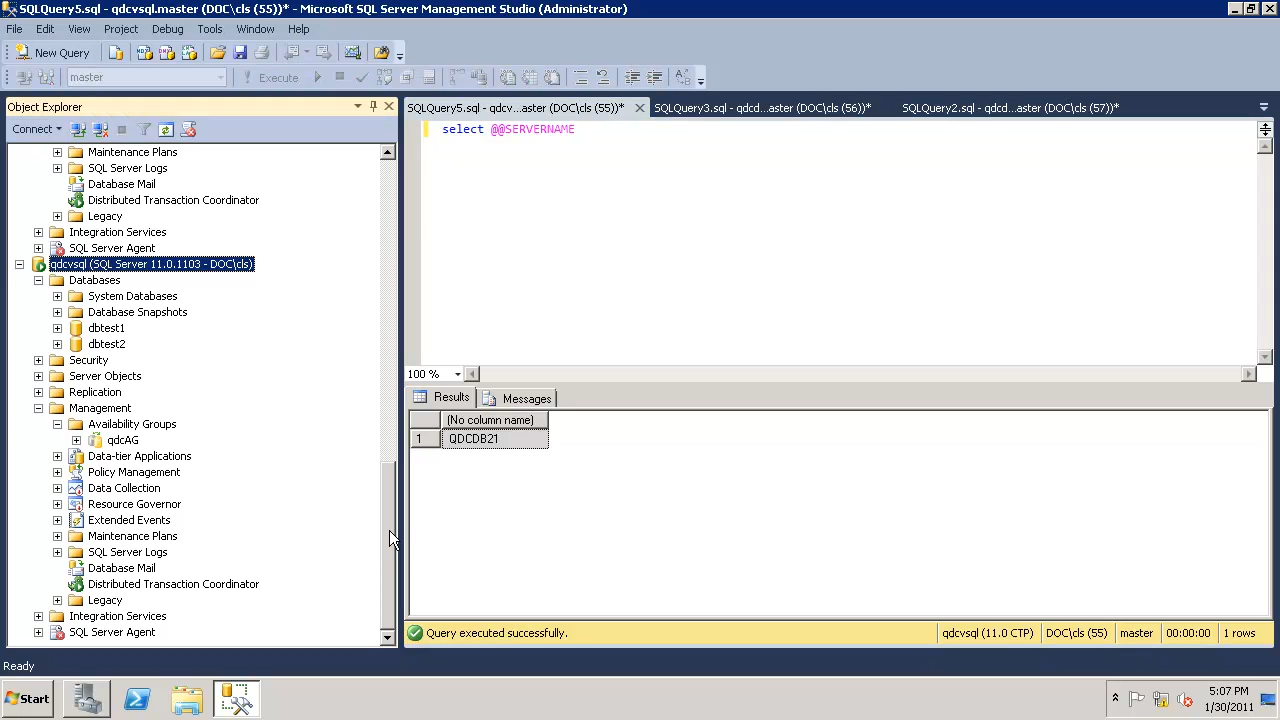 SQLQuery5.sql - qdcvsql.master (DOC\cls (55))* - Microsoft SQL Server Management Studio (Administrator)
File Edit View Project Debug Tools Window Help
New Query
master Execute
Object Explorer
SQLQuery5.sql - qdcv...aster (DOC\cls (55))* SQLQuery3.sql - qdcd...aster (DOC\cls (56))* SQLQuery2.sql - qdcd...aster (DOC\cls (57))*
Connect
select @@SERVERNAME
Maintenance Plans
SQL Server Logs
Database Mail
Distributed Transaction Coordinator
Legacy
Integration Services
SQL Server Agent
qdcvsql (SQL Server 11.0.1103 - DOC\cls)
Databases
System Databases
Database Snapshots
dbtest1
dbtest2
Security
Server Objects
Replication
Management
Availability Groups
qdcAG
Data-tier Applications
Policy Management
Data Collection
Resource Governor
Extended Events
Maintenance Plans
SQL Server Logs
Database Mail
Distributed Transaction Coordinator
Legacy
Integration Services
SQL Server Agent
100 %
Results Messages
(No column name)
1 QDCDB21
Query executed successfully. qdcvsql (11.0 CTP) DOC\cls (55) master 00:00:00 1 rows
Ready
Start
5:07 PM
1/30/2011